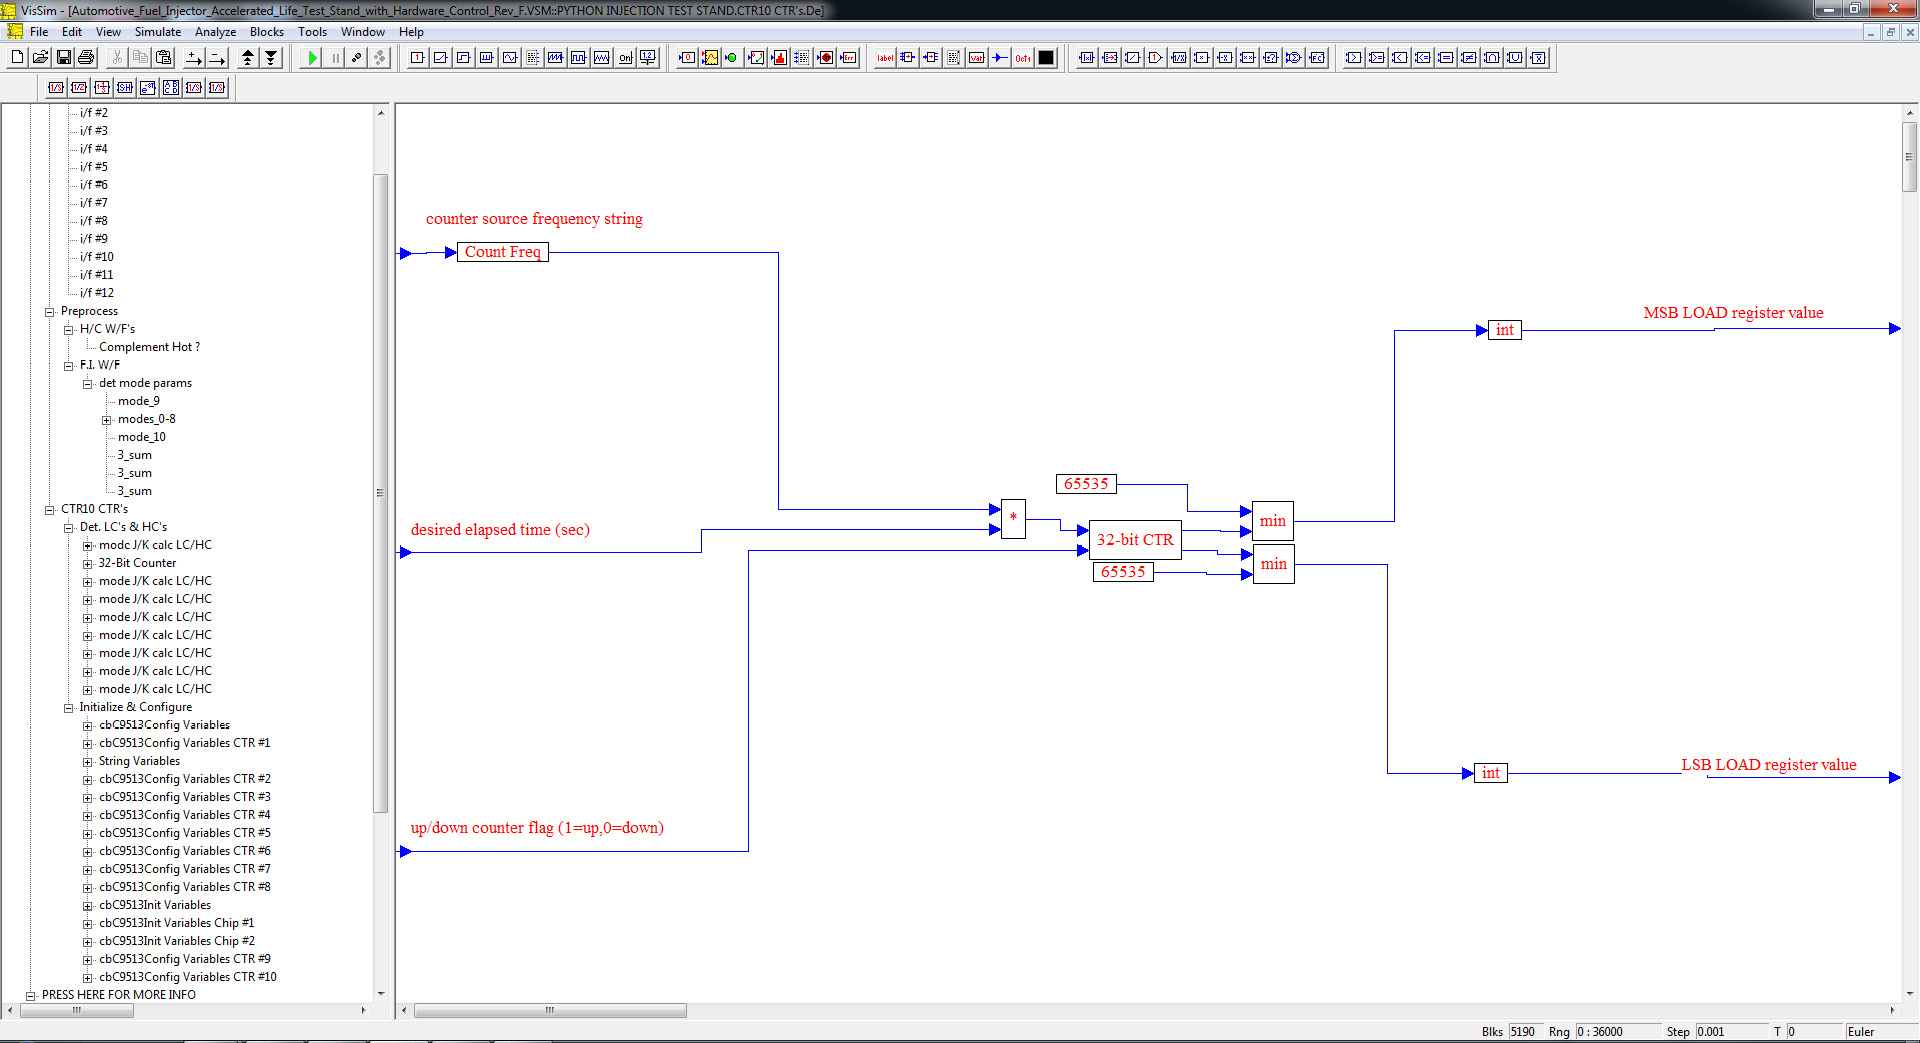 VisSim - [Automotive_Fuel_Injector_Accelerated_Life_Test_Stand_with_Hardware_Control_Rev_F.VSM::PYTHON INJECTION TEST STAND.CTR10 CTR's.De]
File Edit View Simulate Analyze Blocks Tools Window Help
i/f #2
i/f #3
i/f #4
i/f #5
i/f #6
i/f #7
i/f #8
i/f #9
i/f #10
i/f #11
i/f #12
Preprocess
H/C W/F's
Complement Hot ?
F.I. W/F
det mode params
mode_9
modes_0-8
mode_10
3_sum
3_sum
3_sum
CTR10 CTR's
Det. LC's & HC's
mode J/K calc LC/HC
32-Bit Counter
mode J/K calc LC/HC
mode J/K calc LC/HC
mode J/K calc LC/HC
mode J/K calc LC/HC
mode J/K calc LC/HC
mode J/K calc LC/HC
mode J/K calc LC/HC
Initialize & Configure
cbC9513Config Variables
cbC9513Config Variables CTR #1
String Variables
cbC9513Config Variables CTR #2
cbC9513Config Variables CTR #3
cbC9513Config Variables CTR #4
cbC9513Config Variables CTR #5
cbC9513Config Variables CTR #6
cbC9513Config Variables CTR #7
cbC9513Config Variables CTR #8
cbC9513Init Variables
cbC9513Init Variables Chip #1
cbC9513Init Variables Chip #2
cbC9513Config Variables CTR #9
cbC9513Config Variables CTR #10
PRESS HERE FOR MORE INFO
counter source frequency string
Count Freq
MSB LOAD register value
int
65535
desired elapsed time (sec)
*
min
32-bit CTR
min
65535
LSB LOAD register value
int
up/down counter flag (1=up,0=down)
Blks 5190 Rng 0 : 36000 Step 0.001 T 0 Euler